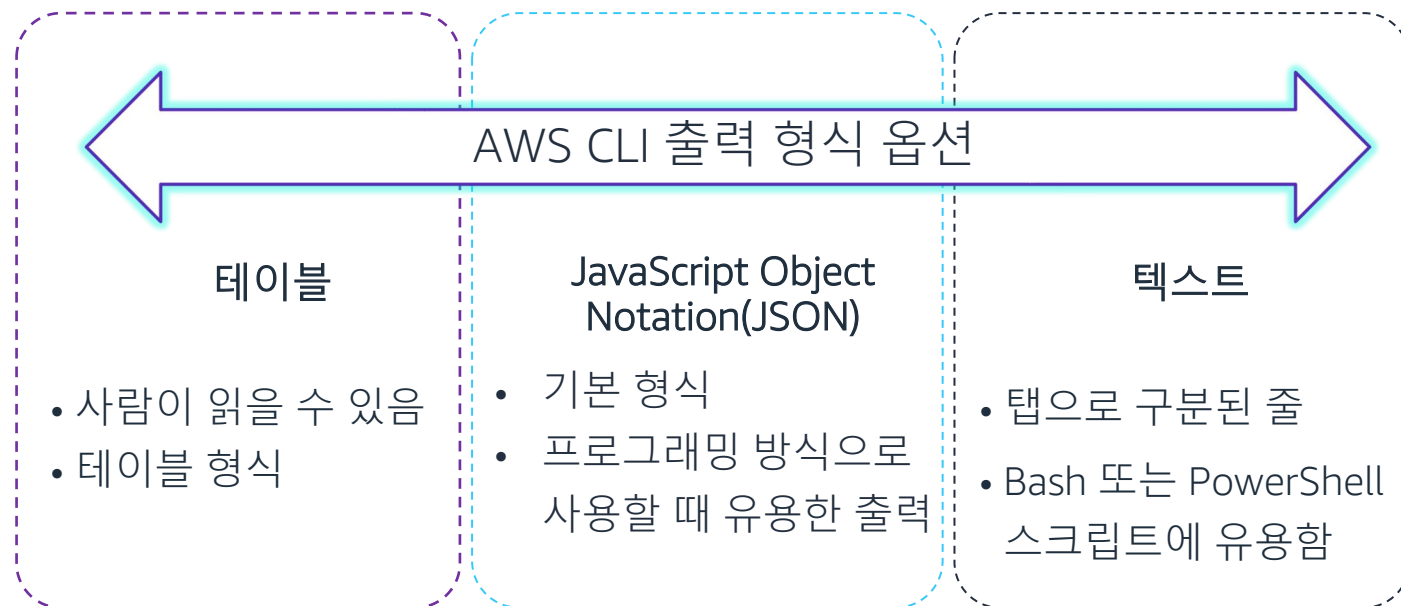 AWS CLI 출력 형식 옵션
테이블
• 사람이 읽을 수 있음
• 테이블 형식
JavaScript Object
Notation(JSON)
• 기본 형식
• 프로그래밍 방식으로
사용할 때 유용한 출력
텍스트
• 탭으로 구분된 줄
• Bash 또는 PowerShell
스크립트에 유용함